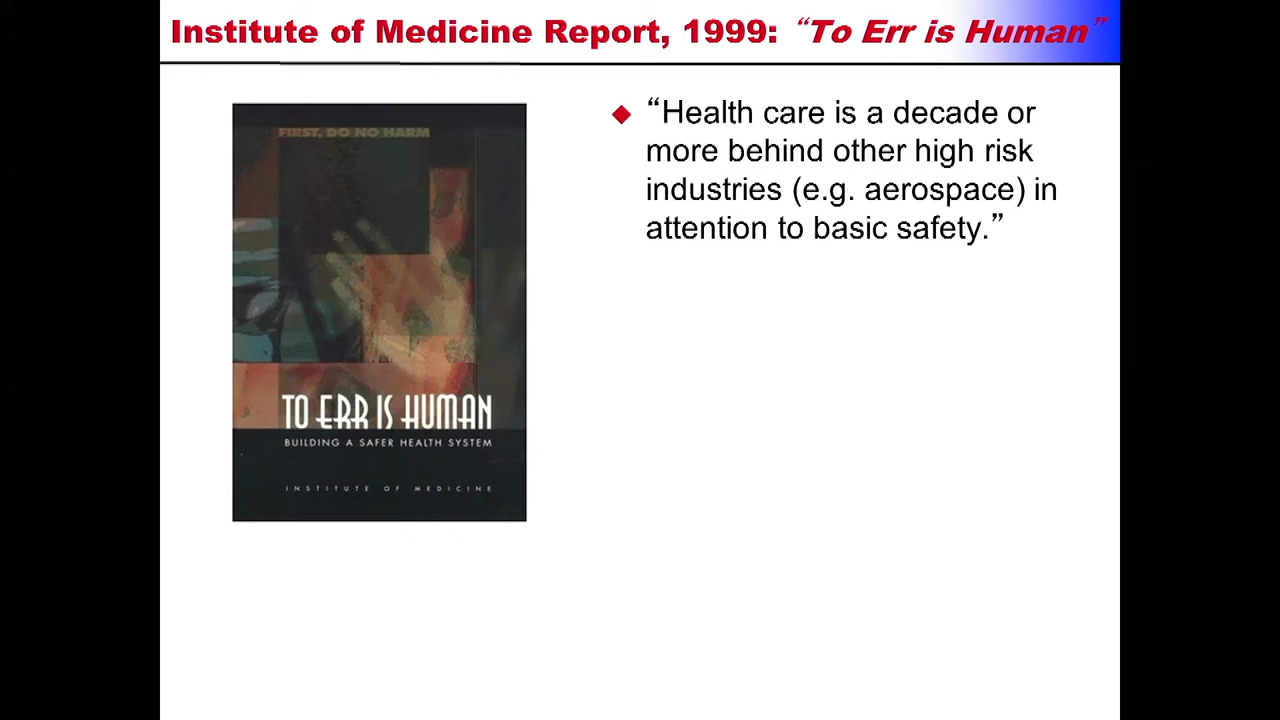 Institute of Medicine Report, 1999: “To Err is Human”
FIRST, DO NO HARM
TO ERR IS HUMAN
BUILDING A SAFER HEALTH SYSTEM
INSTITUTE OF MEDICINE
“Health care is a decade or
more behind other high risk
industries (e.g. aerospace) in
attention to basic safety.”